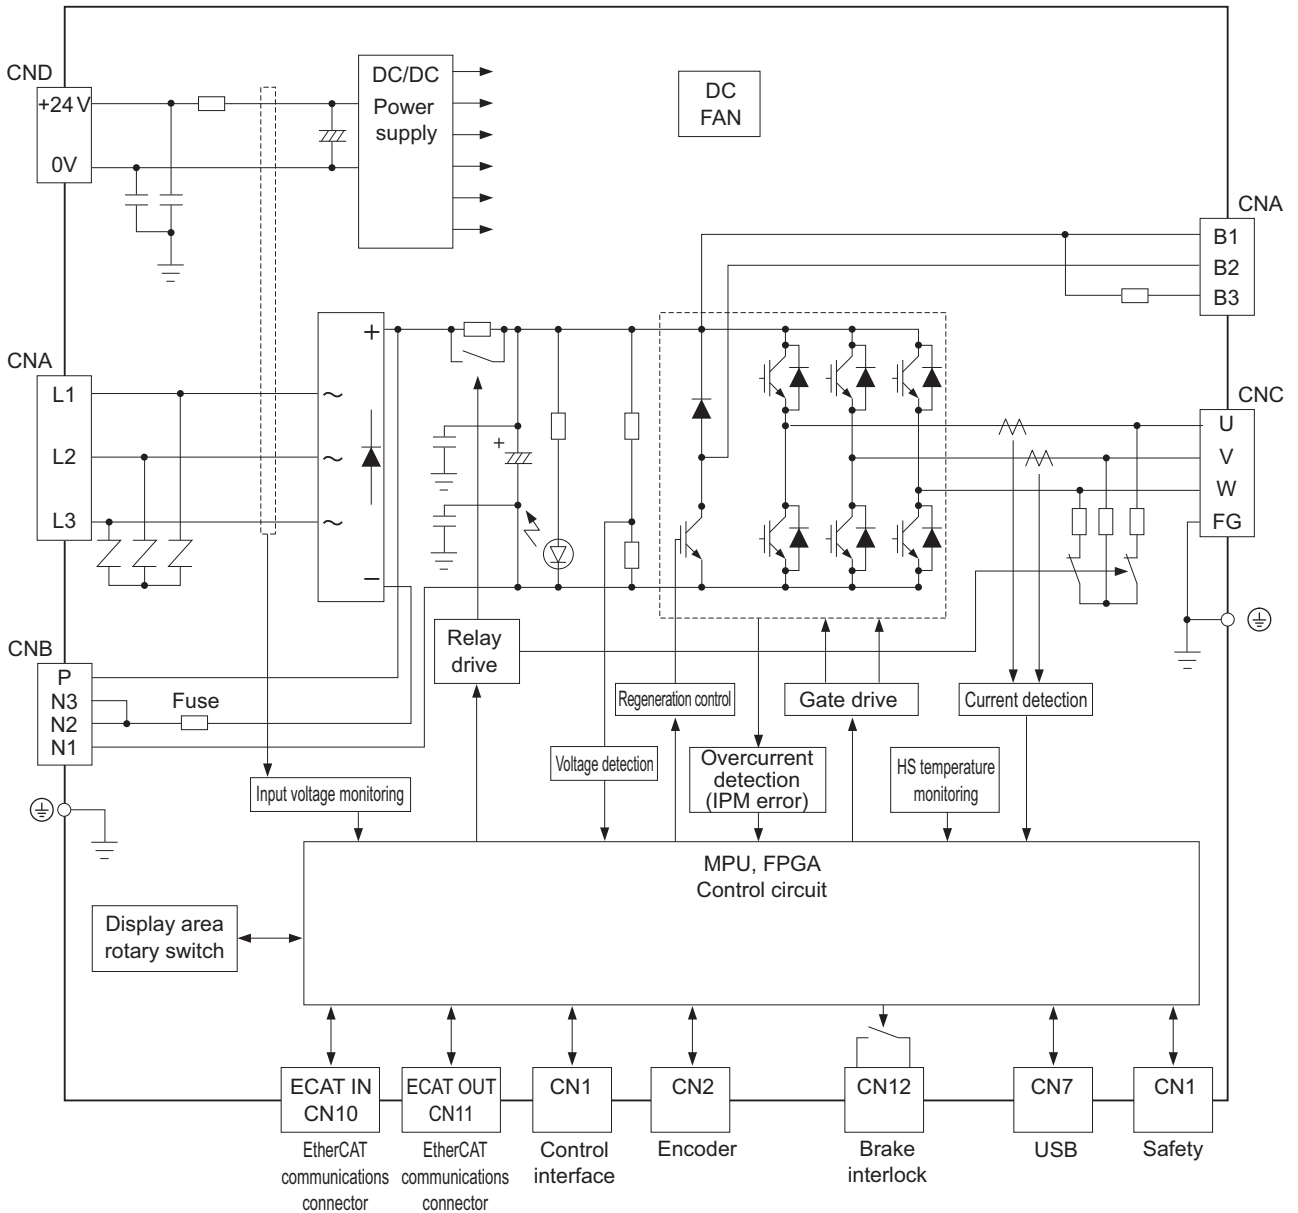 CND
+24 V
0V
DC/DC
Power
supply
DC
FAN
CNA
B1
B2
B3
CNA
L1
L2
L3
+
−
+
CNC
U
V
W
FG
CNB
P
N3
N2
N1
Fuse
Relay
drive
Regeneration control
Gate drive
Current detection
Input voltage monitoring
Voltage detection
Overcurrent
detection
(IPM error)
HS temperature
monitoring
MPU, FPGA
Control circuit
Display area
rotary switch
ECAT IN
CN10
ECAT OUT
CN11
CN1
CN2
CN12
CN7
CN1
EtherCAT
communications
connector
EtherCAT
communications
connector
Control
interface
Encoder
Brake
interlock
USB
Safety